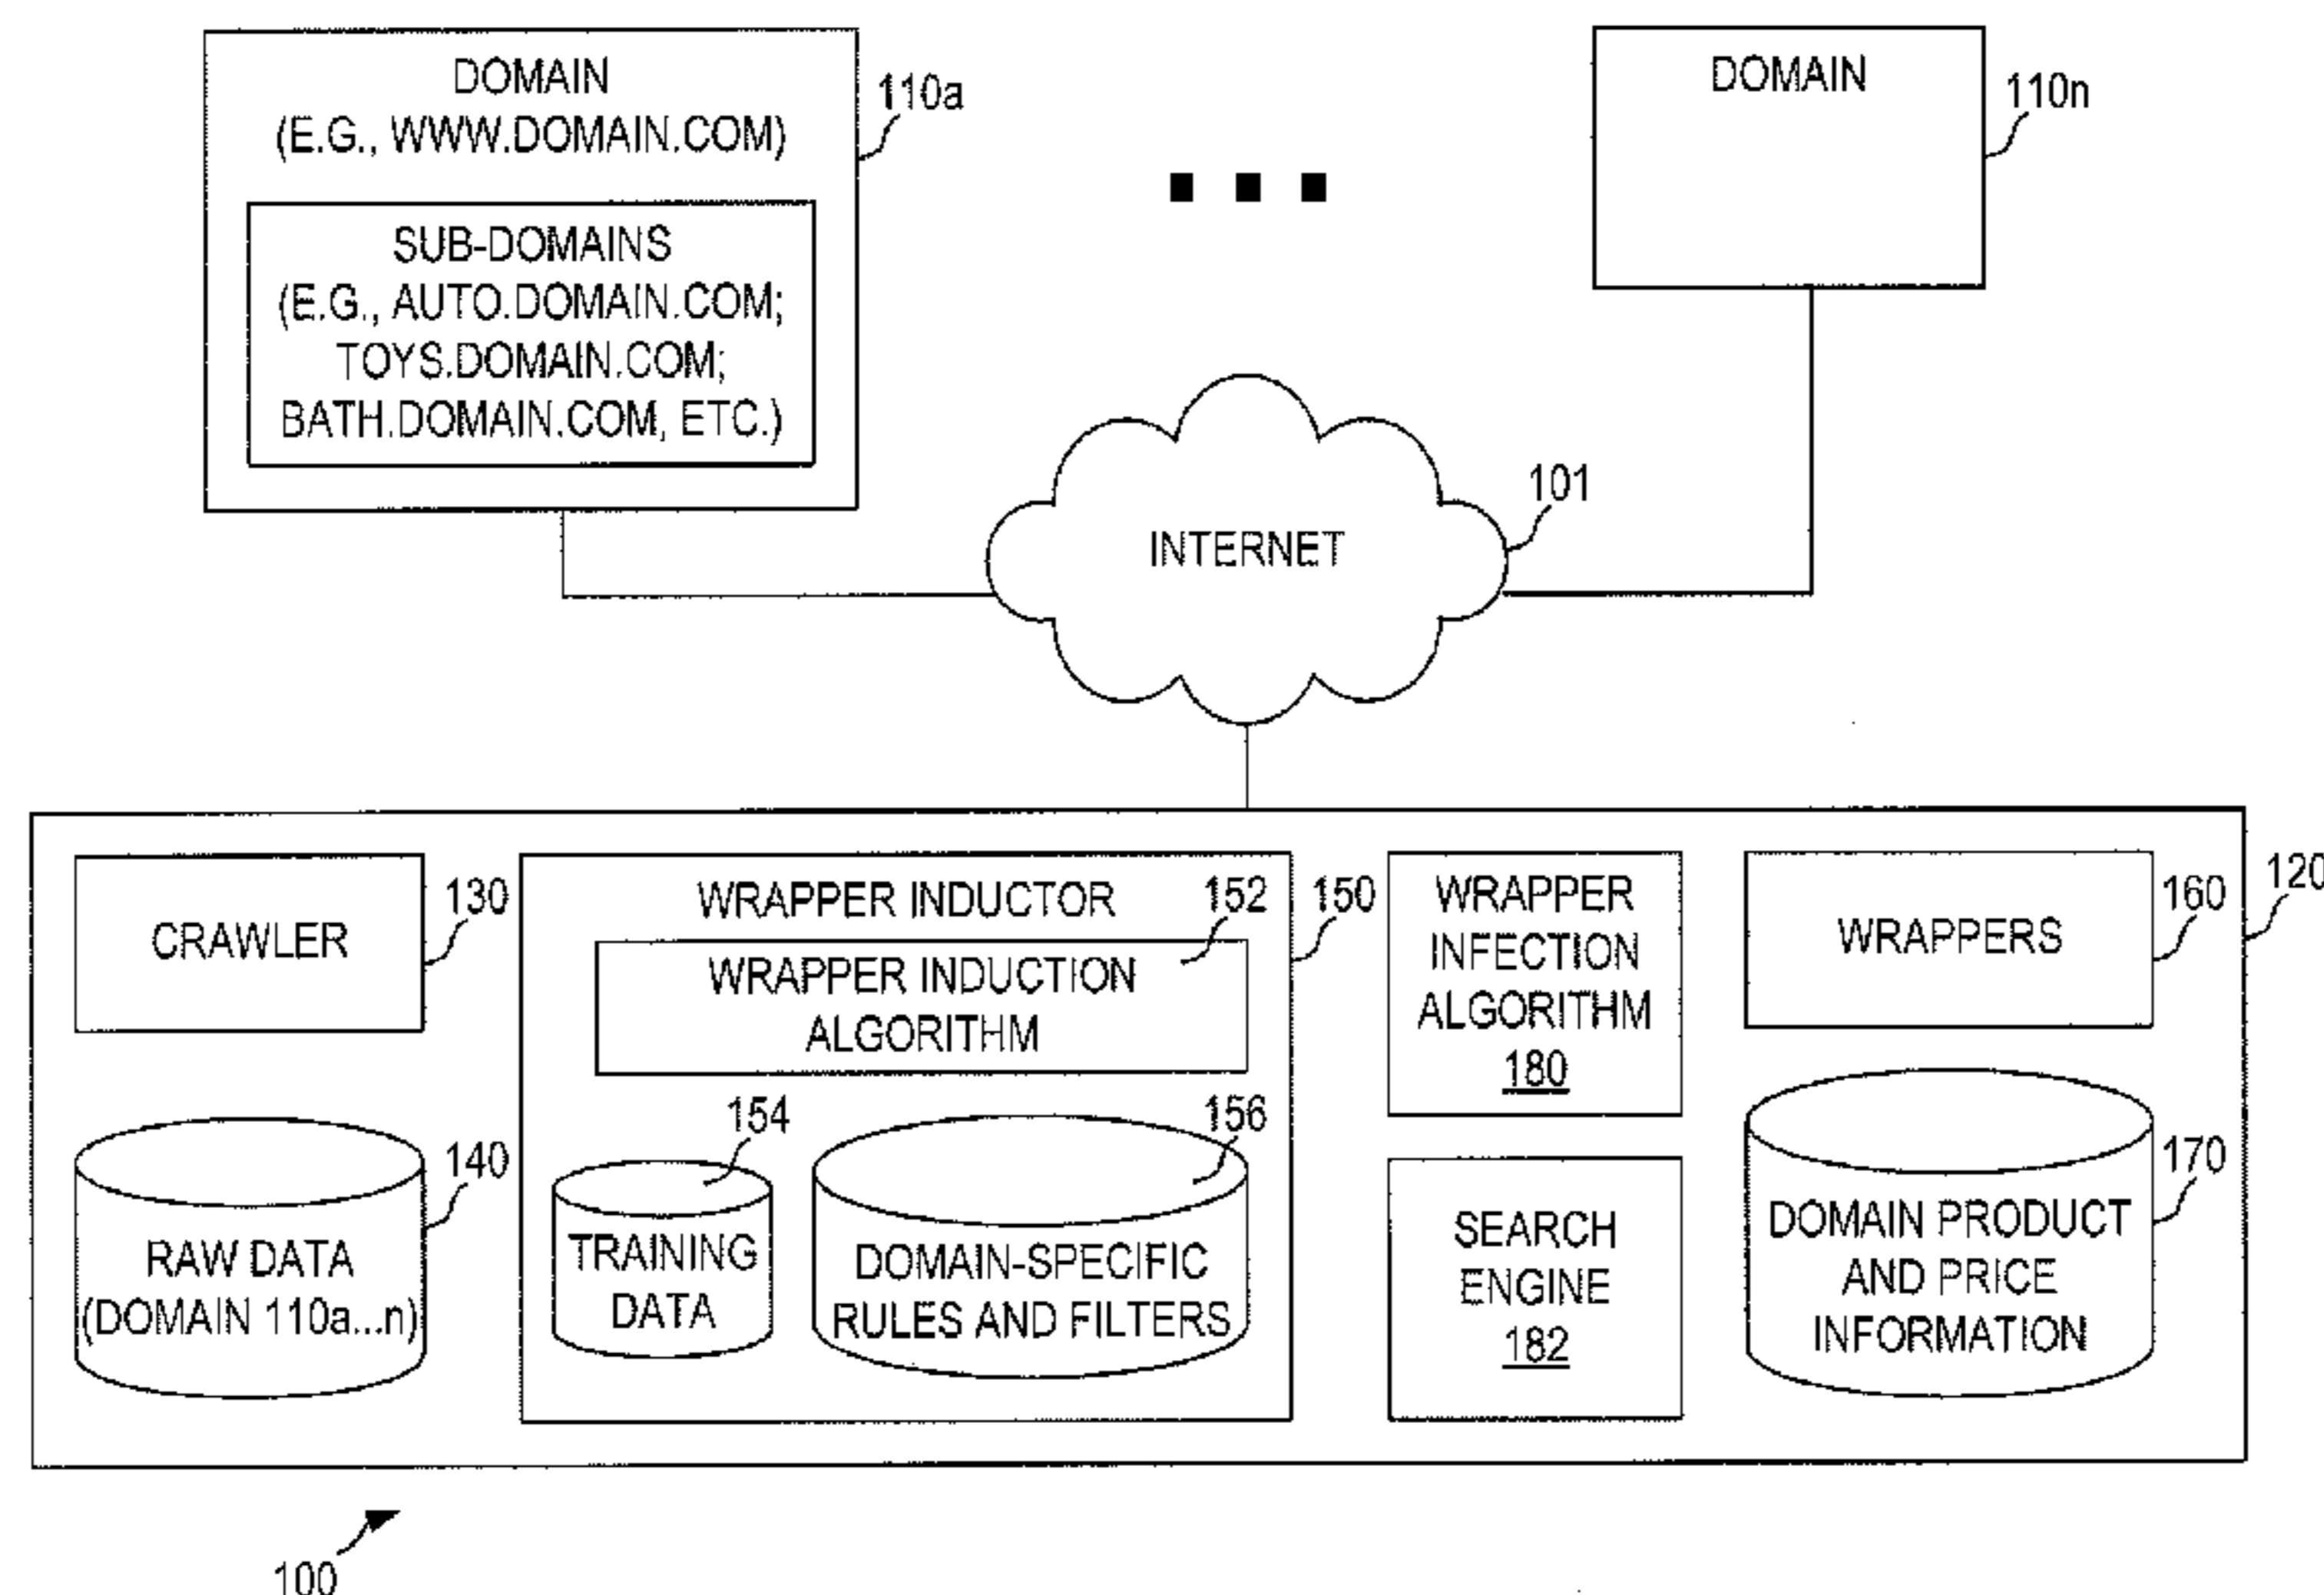 DOMAIN
(E.G., WWW.DOMAIN.COM)
110a
SUB-DOMAINS
(E.G., AUTO.DOMAIN.COM;
TOYS.DOMAIN.COM;
BATH.DOMAIN.COM, ETC.)
DOMAIN
110n
INTERNET
101
120
CRAWLER
130
RAW DATA
(DOMAIN 110a...n)
140
WRAPPER INDUCTOR
150
152
WRAPPER INDUCTION
ALGORITHM
154
TRAINING
DATA
156
DOMAIN-SPECIFIC
RULES AND FILTERS
WRAPPER
INFECTION
ALGORITHM
180
SEARCH
ENGINE
182
WRAPPERS
160
170
DOMAIN PRODUCT
AND PRICE
INFORMATION
100